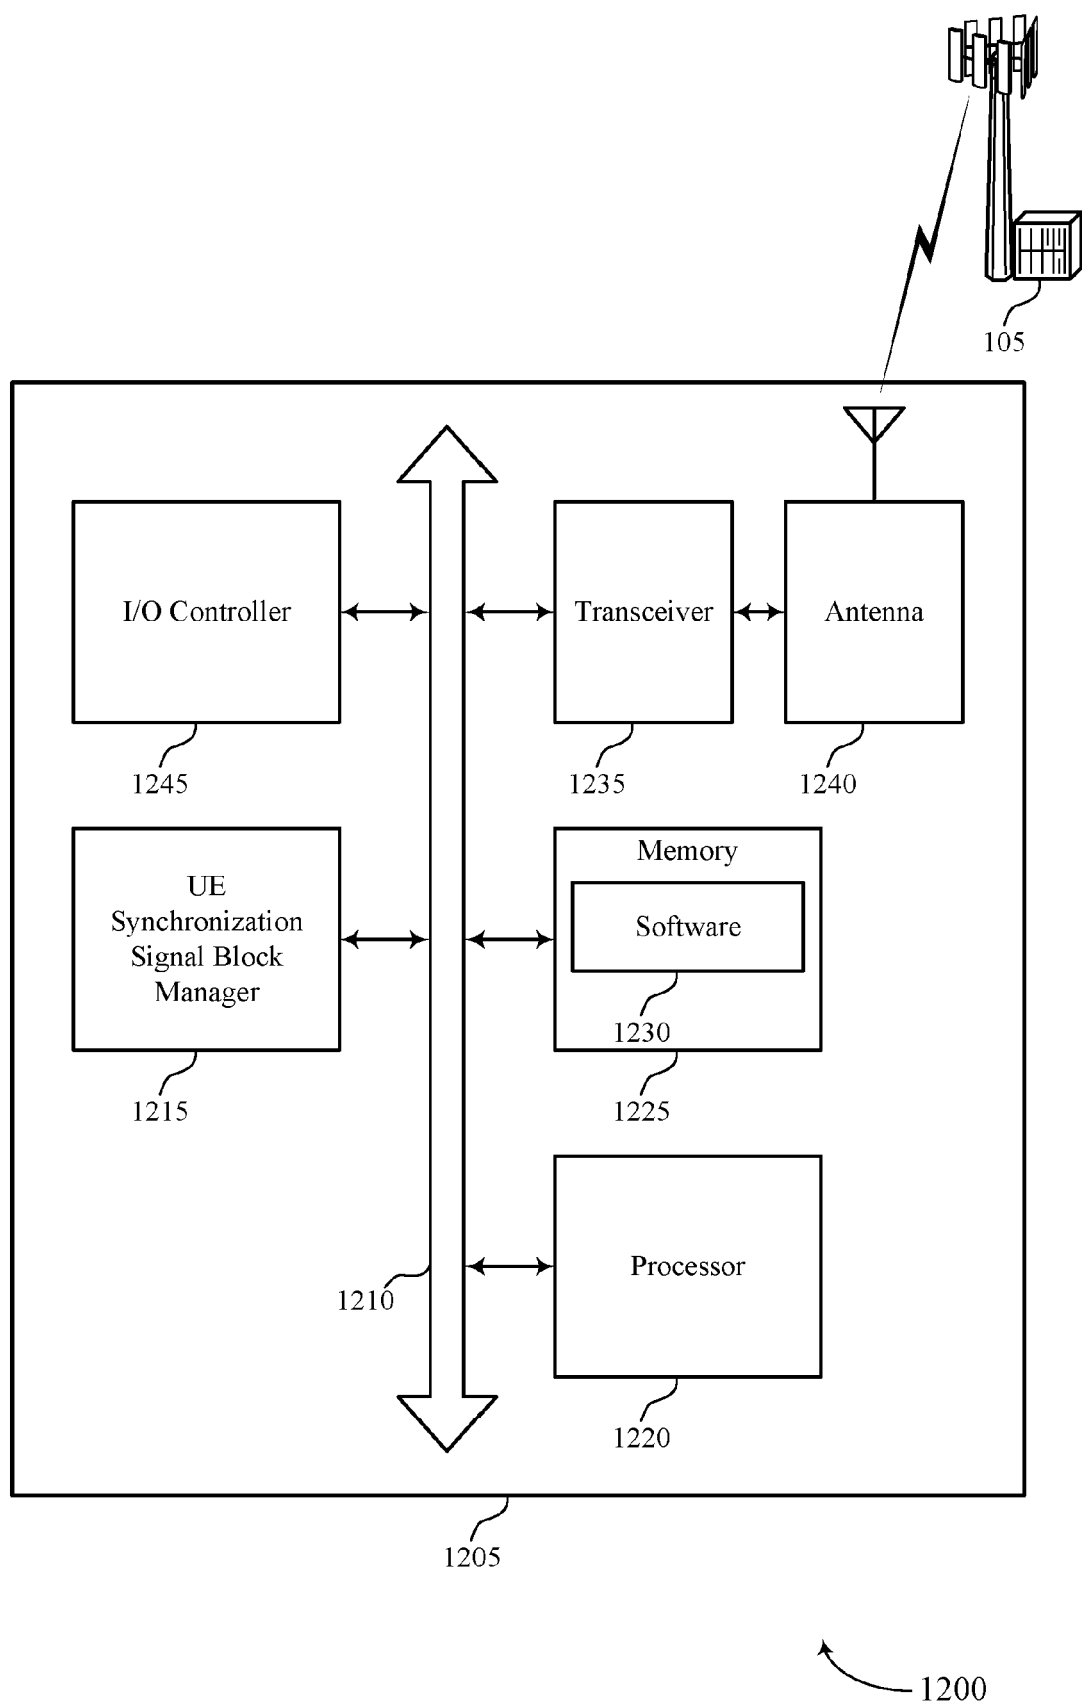 105
I/O Controller
Transceiver
Antenna
1245
1235
1240
UE
Synchronization
Signal Block
Manager
Memory
Software
1230
1215
1225
Processor
1210
1220
1205
1200